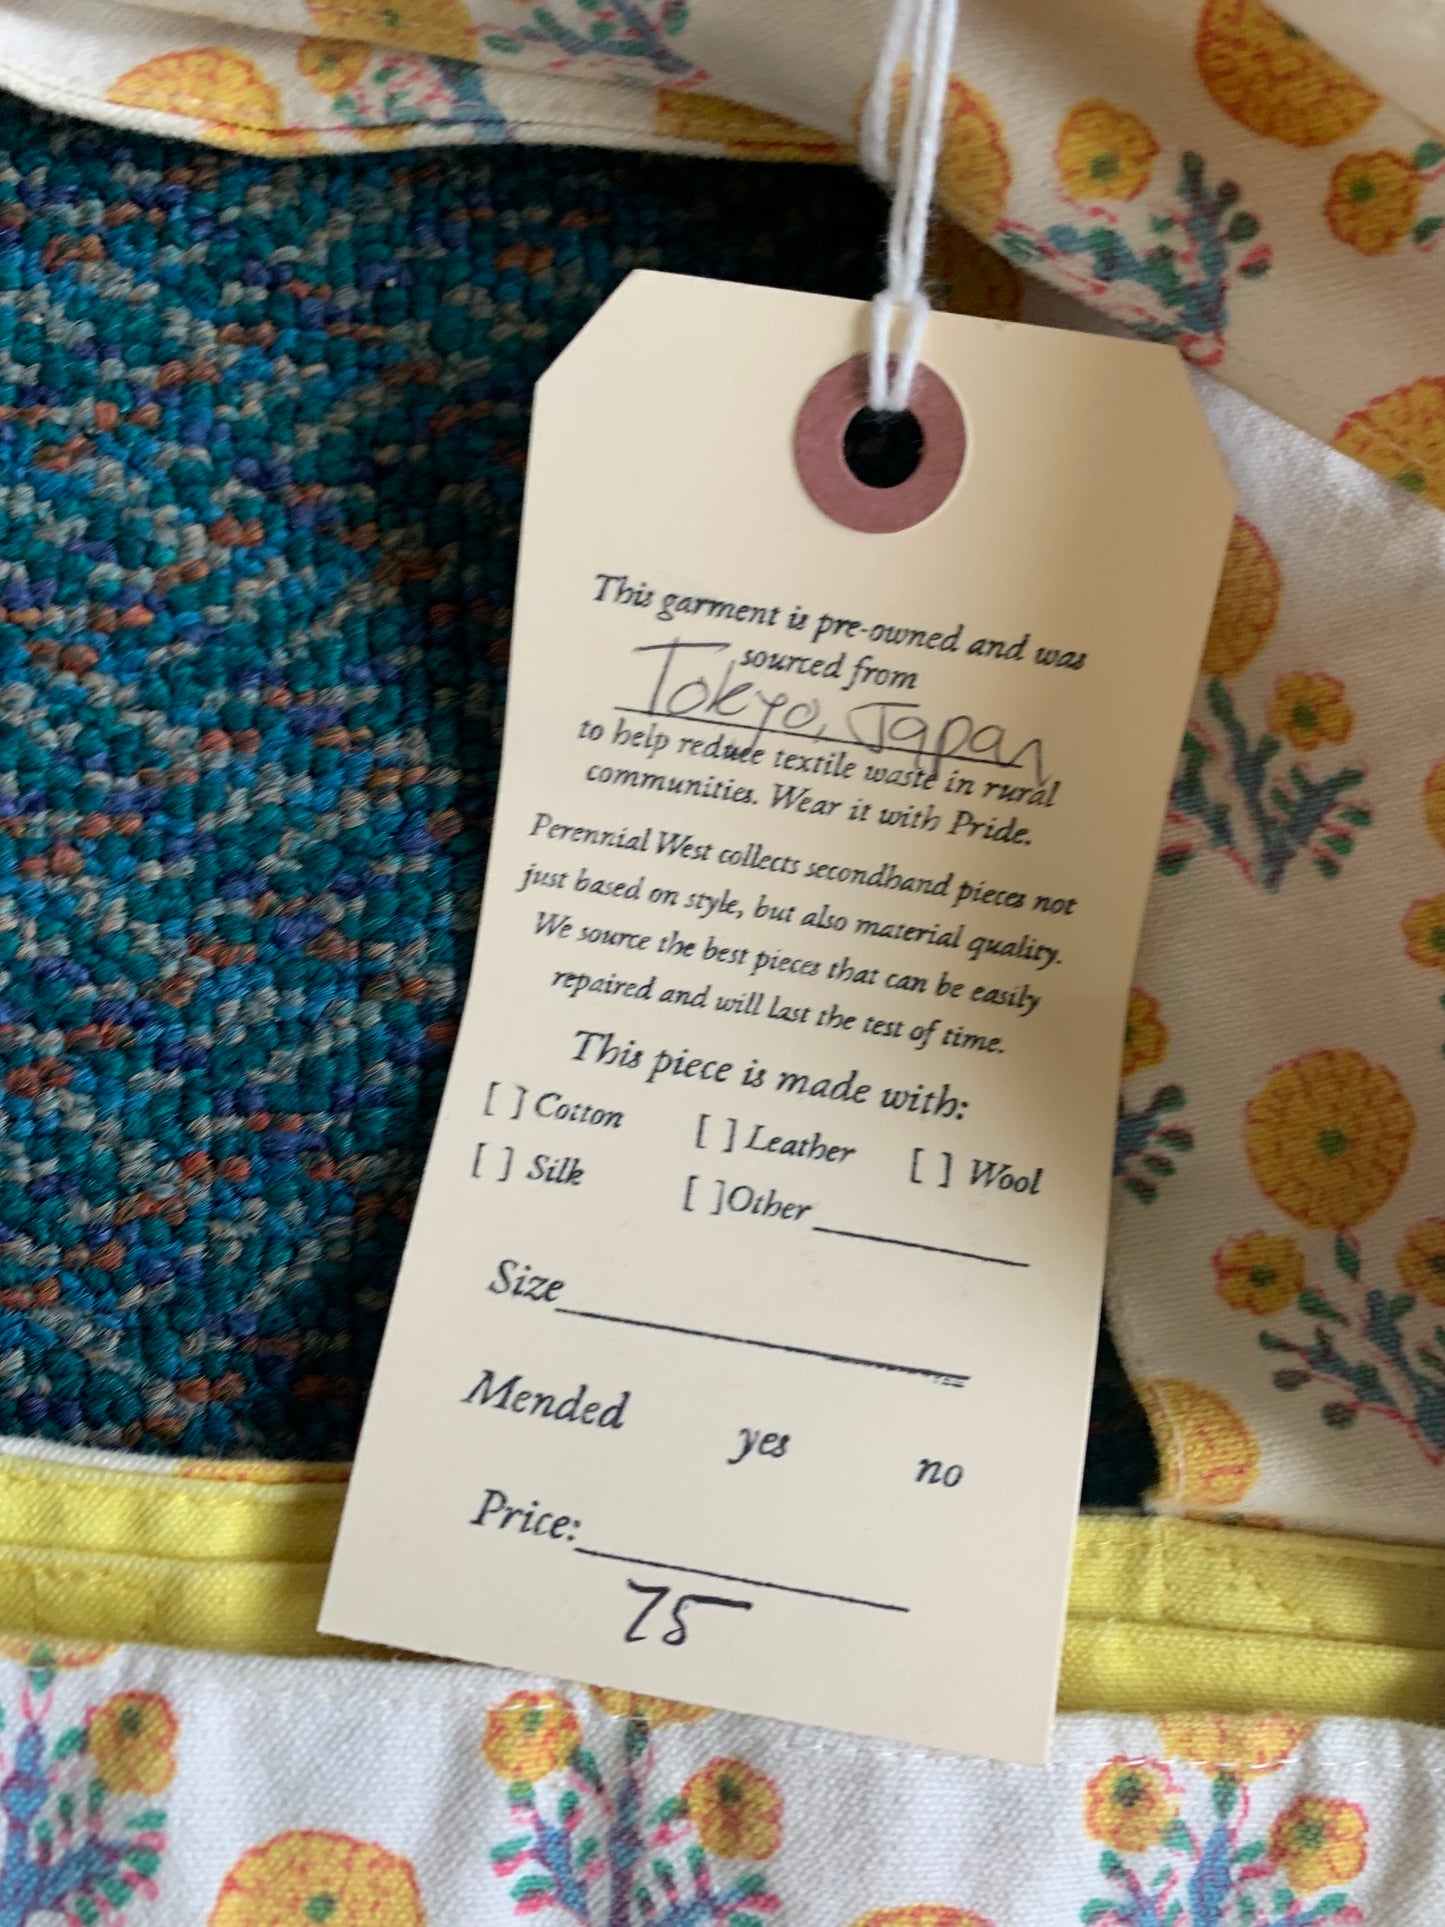 This garment is pre-owned and was
sourced from
Tokyo, Japan
to help reduce textile waste in rural
communities. Wear it with Pride.
Perennial West collects secondhand pieces not
just based on style, but also material quality.
We source the best pieces that can be easily
repaired and will last the test of time.
This piece is made with:
[ ] Cotton [ ] Leather [ ] Wool
[ ] Silk [ ]Other
Size
Mended yes no
Price:
75